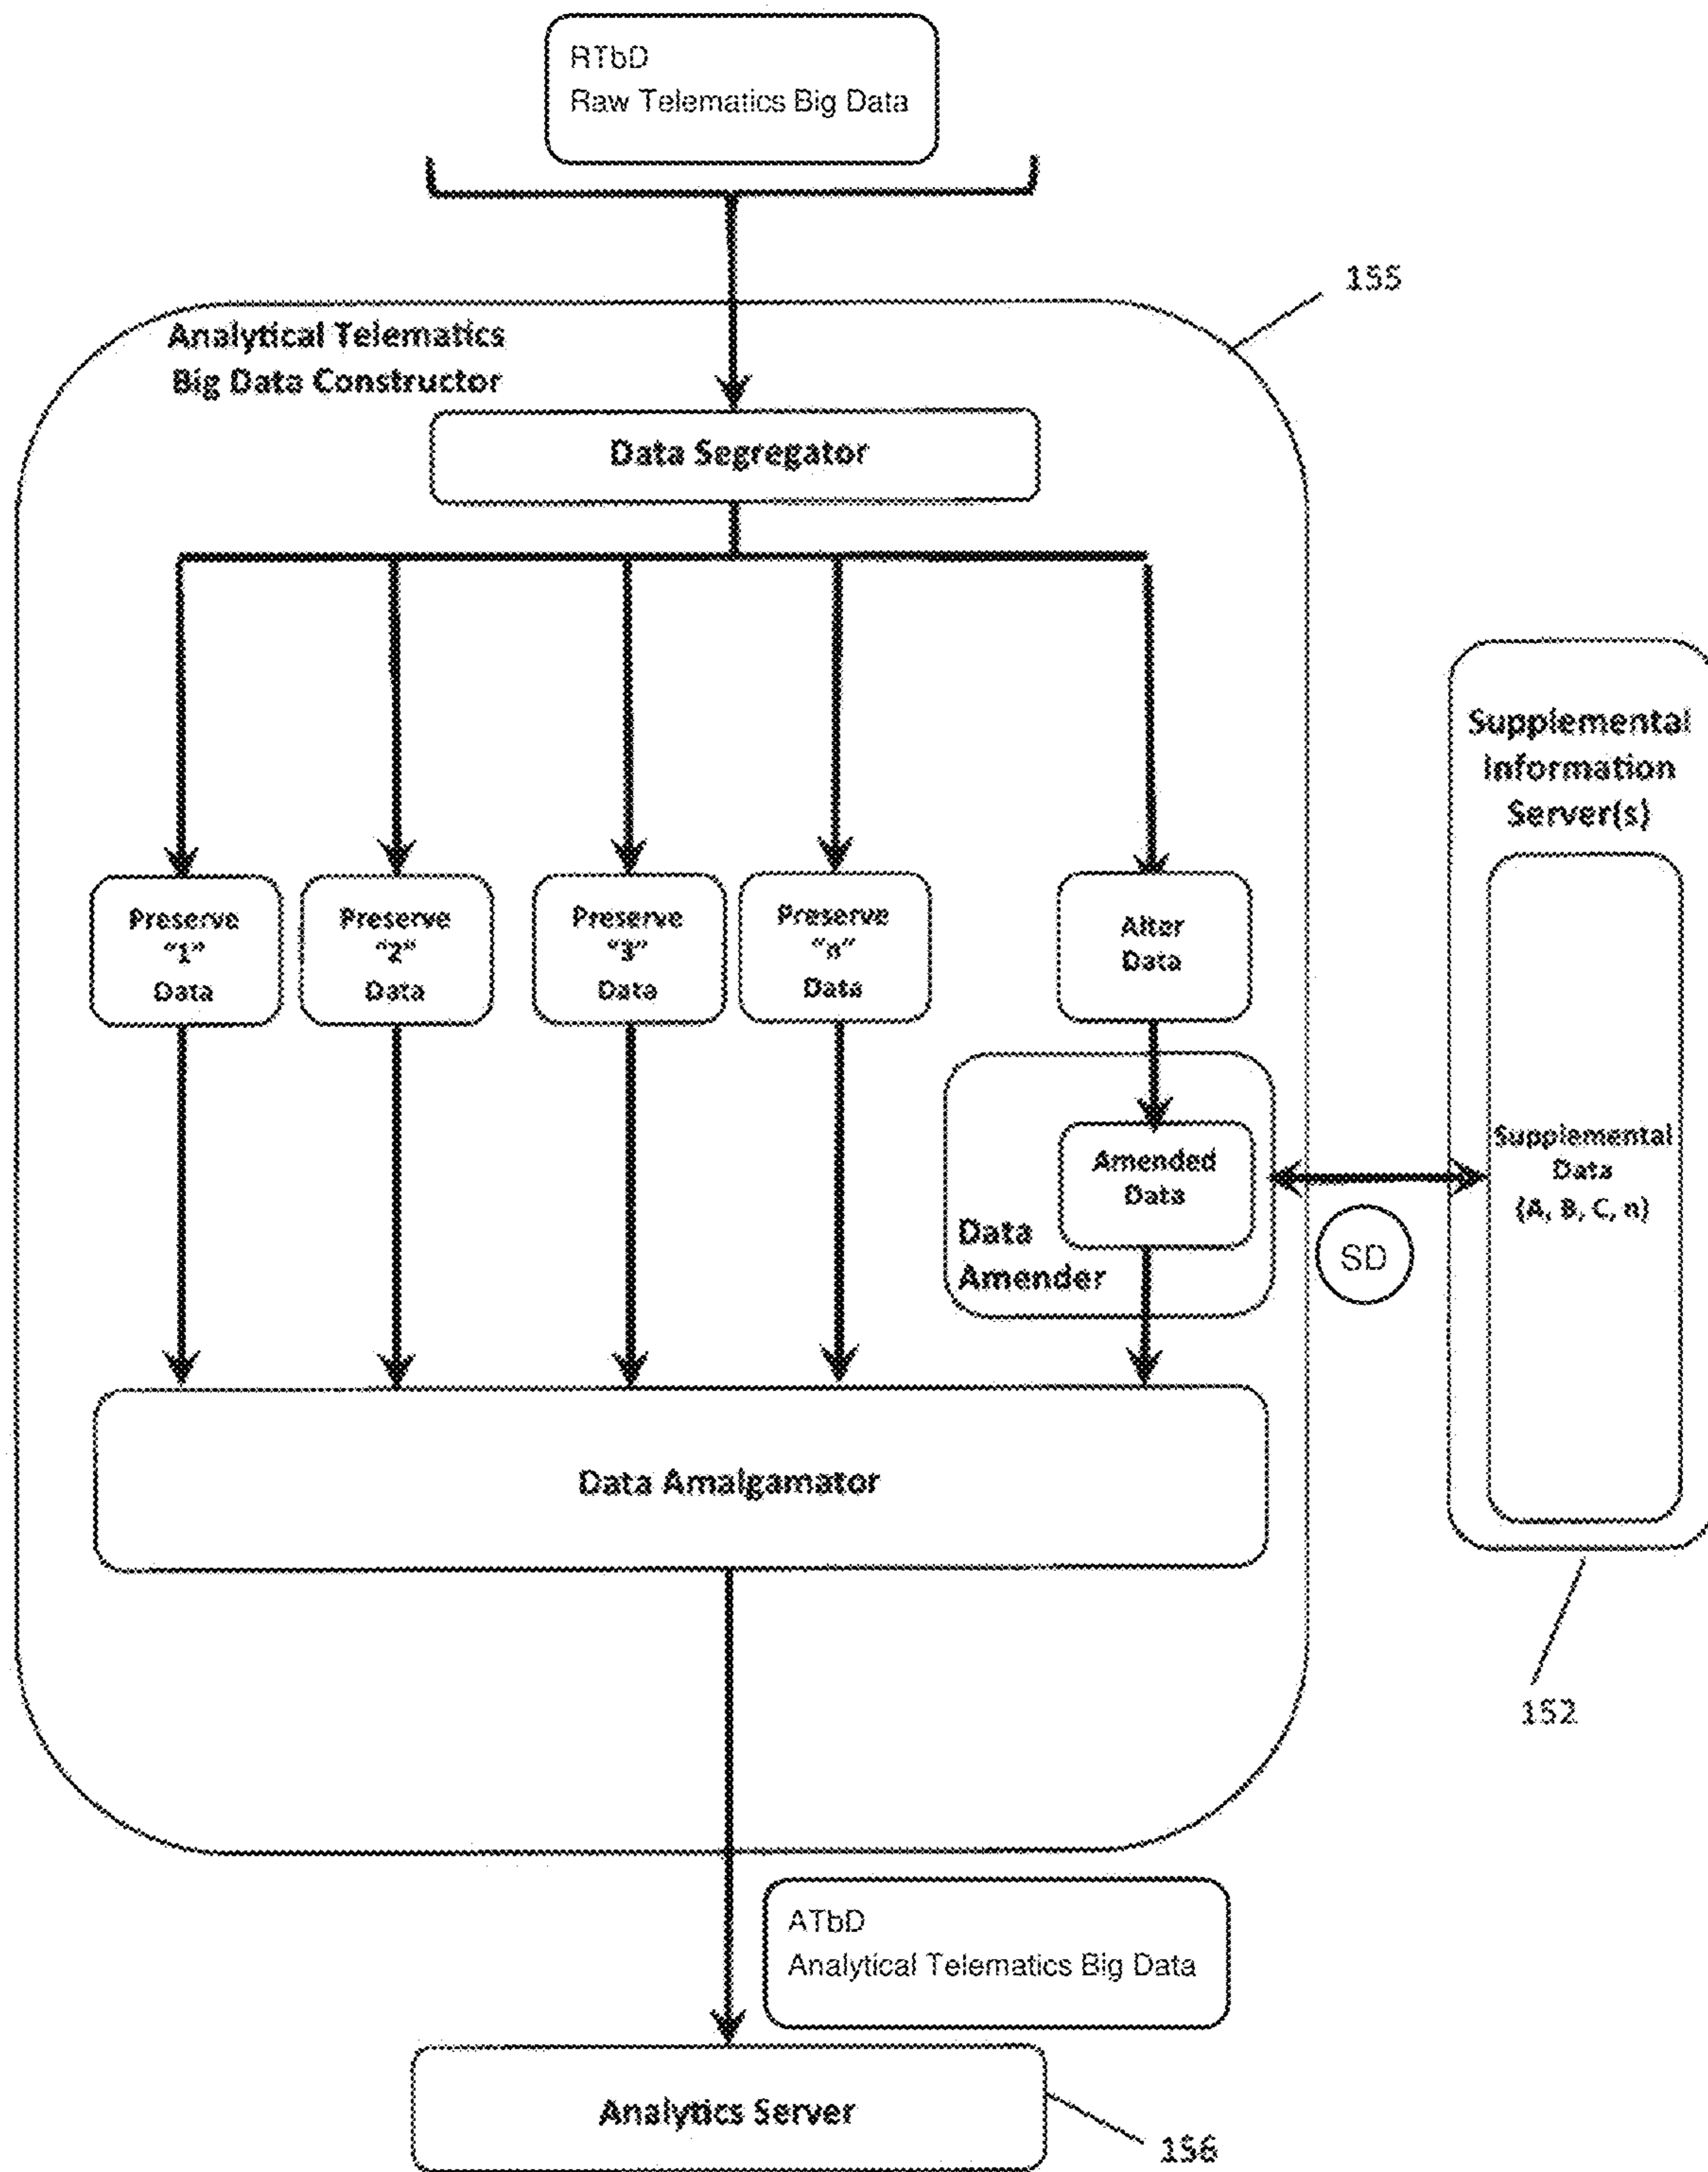 RTbD
Raw Telematics Big Data
155
Analytical Telematics
Big Data Constructor
Data Segregator
Supplemental
Information
Server(s)
Preserve
"1"
Data
Preserve
"2"
Data
Preserve
"3"
Data
Preserve
"n"
Data
Alter
Data
Amended
Data
Data
Amender
SD
Supplemental
Data
(A, B, C, n)
Data Amalgamator
152
ATbD
Analytical Telematics Big Data
Analytics Server
156